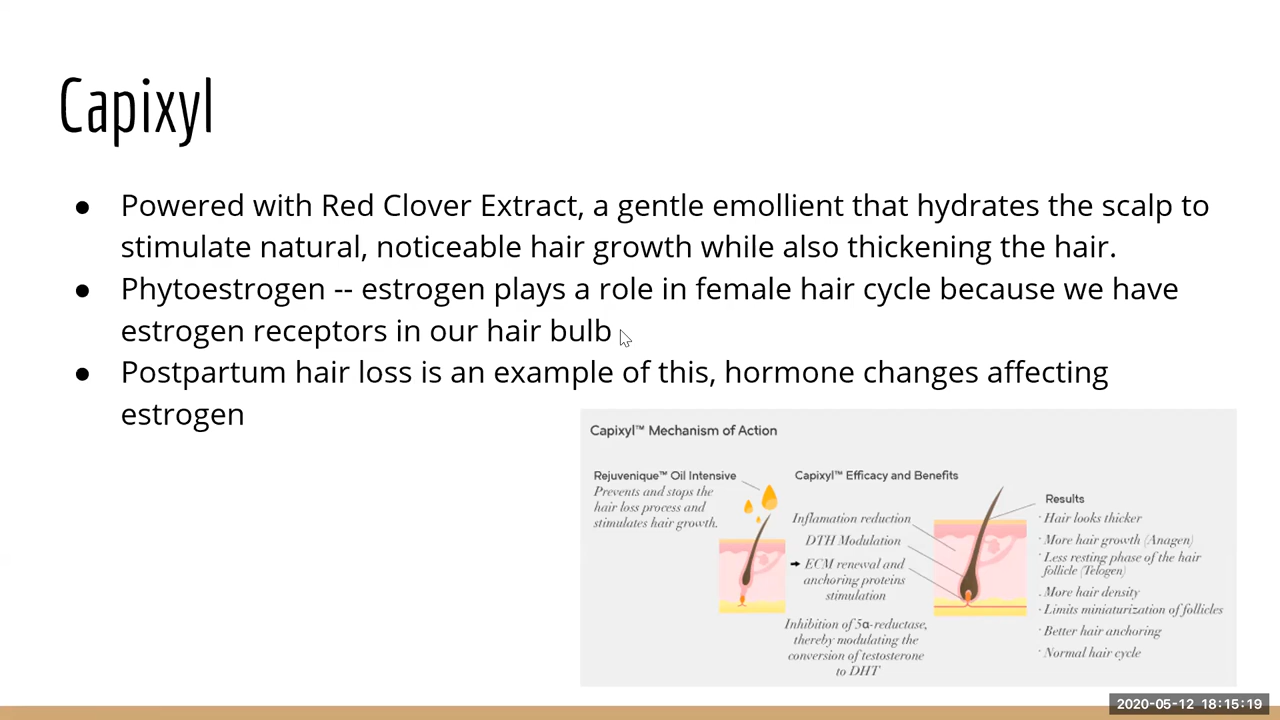 Capixyl
● Powered with Red Clover Extract, a gentle emollient that hydrates the scalp to
stimulate natural, noticeable hair growth while also thickening the hair.
● Phytoestrogen -- estrogen plays a role in female hair cycle because we have
estrogen receptors in our hair bulb
● Postpartum hair loss is an example of this, hormone changes affecting
estrogen
Capixyl™ Mechanism of Action
Rejuvenique™ Oil Intensive
Prevents and stops the
hair loss process and
stimulates hair growth.
Capixyl™ Efficacy and Benefits
Inflamation reduction
DTH Modulation
➡ ECM renewal and
anchoring proteins
stimulation
Inhibition of 5α-reductase,
thereby modulating the
conversion of testosterone
to DHT
Results
· Hair looks thicker
· More hair growth (Anagen)
· Less resting phase of the hair
follicle (Telogen)
. More hair density
· Limits miniaturization of follicles
· Better hair anchoring
· Normal hair cycle
2020-05-12 18:15:19